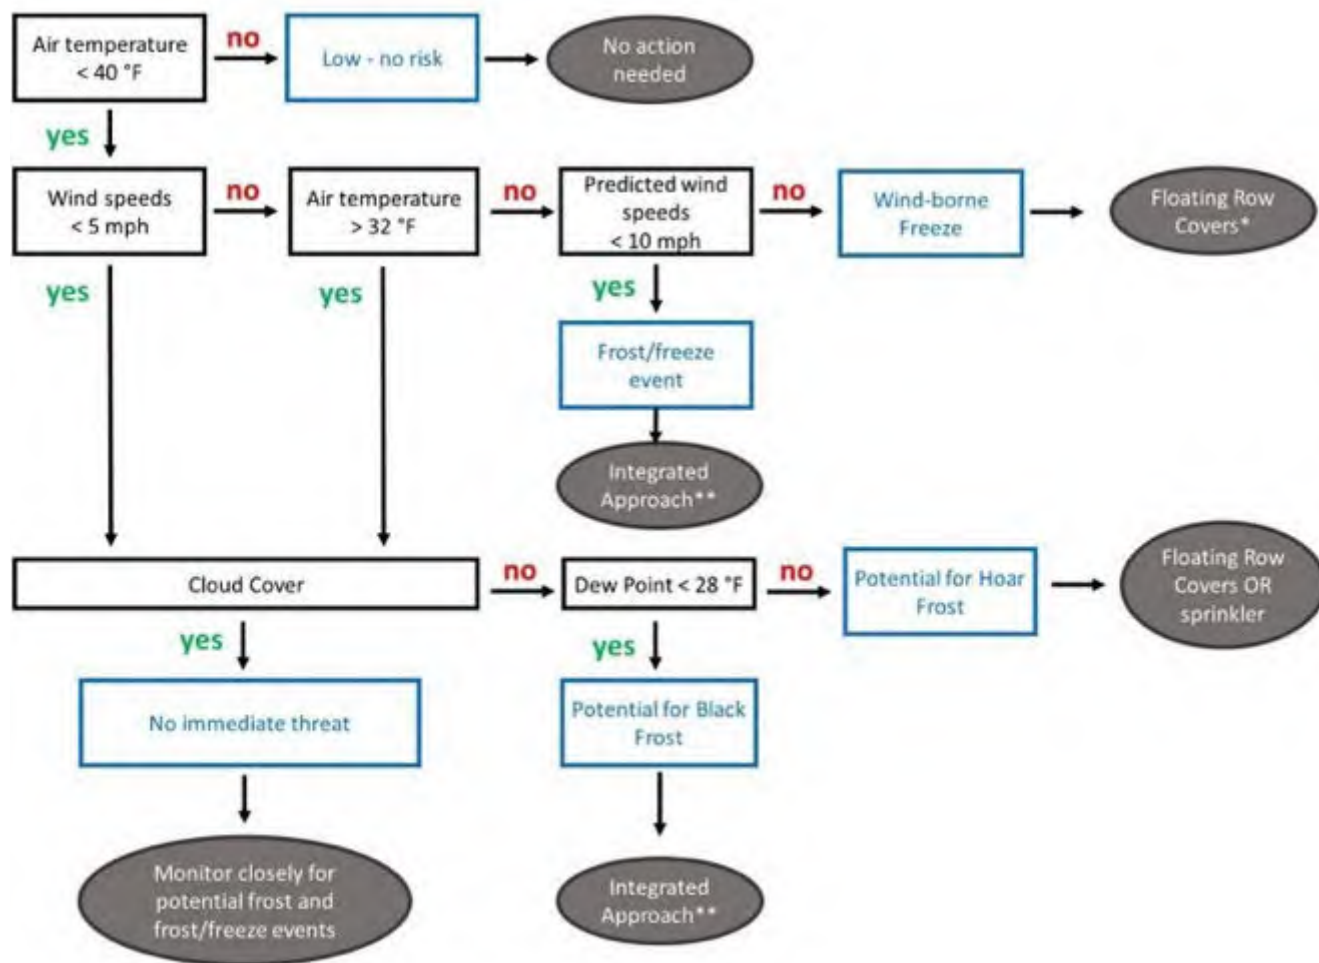 Air temperature
< 40 °F
no
Low - no risk
No action
needed
yes
Wind speeds
< 5 mph
no
Air temperature
> 32 °F
no
Predicted wind
speeds
< 10 mph
no
Wind-borne
Freeze
Floating Row
Covers*
yes
yes
yes
Frost/freeze
event
Integrated
Approach**
Cloud Cover
no
Dew Point < 28 °F
no
Potential for Hoar
Frost
Floating Row
Covers OR
sprinkler
yes
yes
No immediate threat
Potential for Black
Frost
Monitor closely for
potential frost and
frost/freeze events
Integrated
Approach**